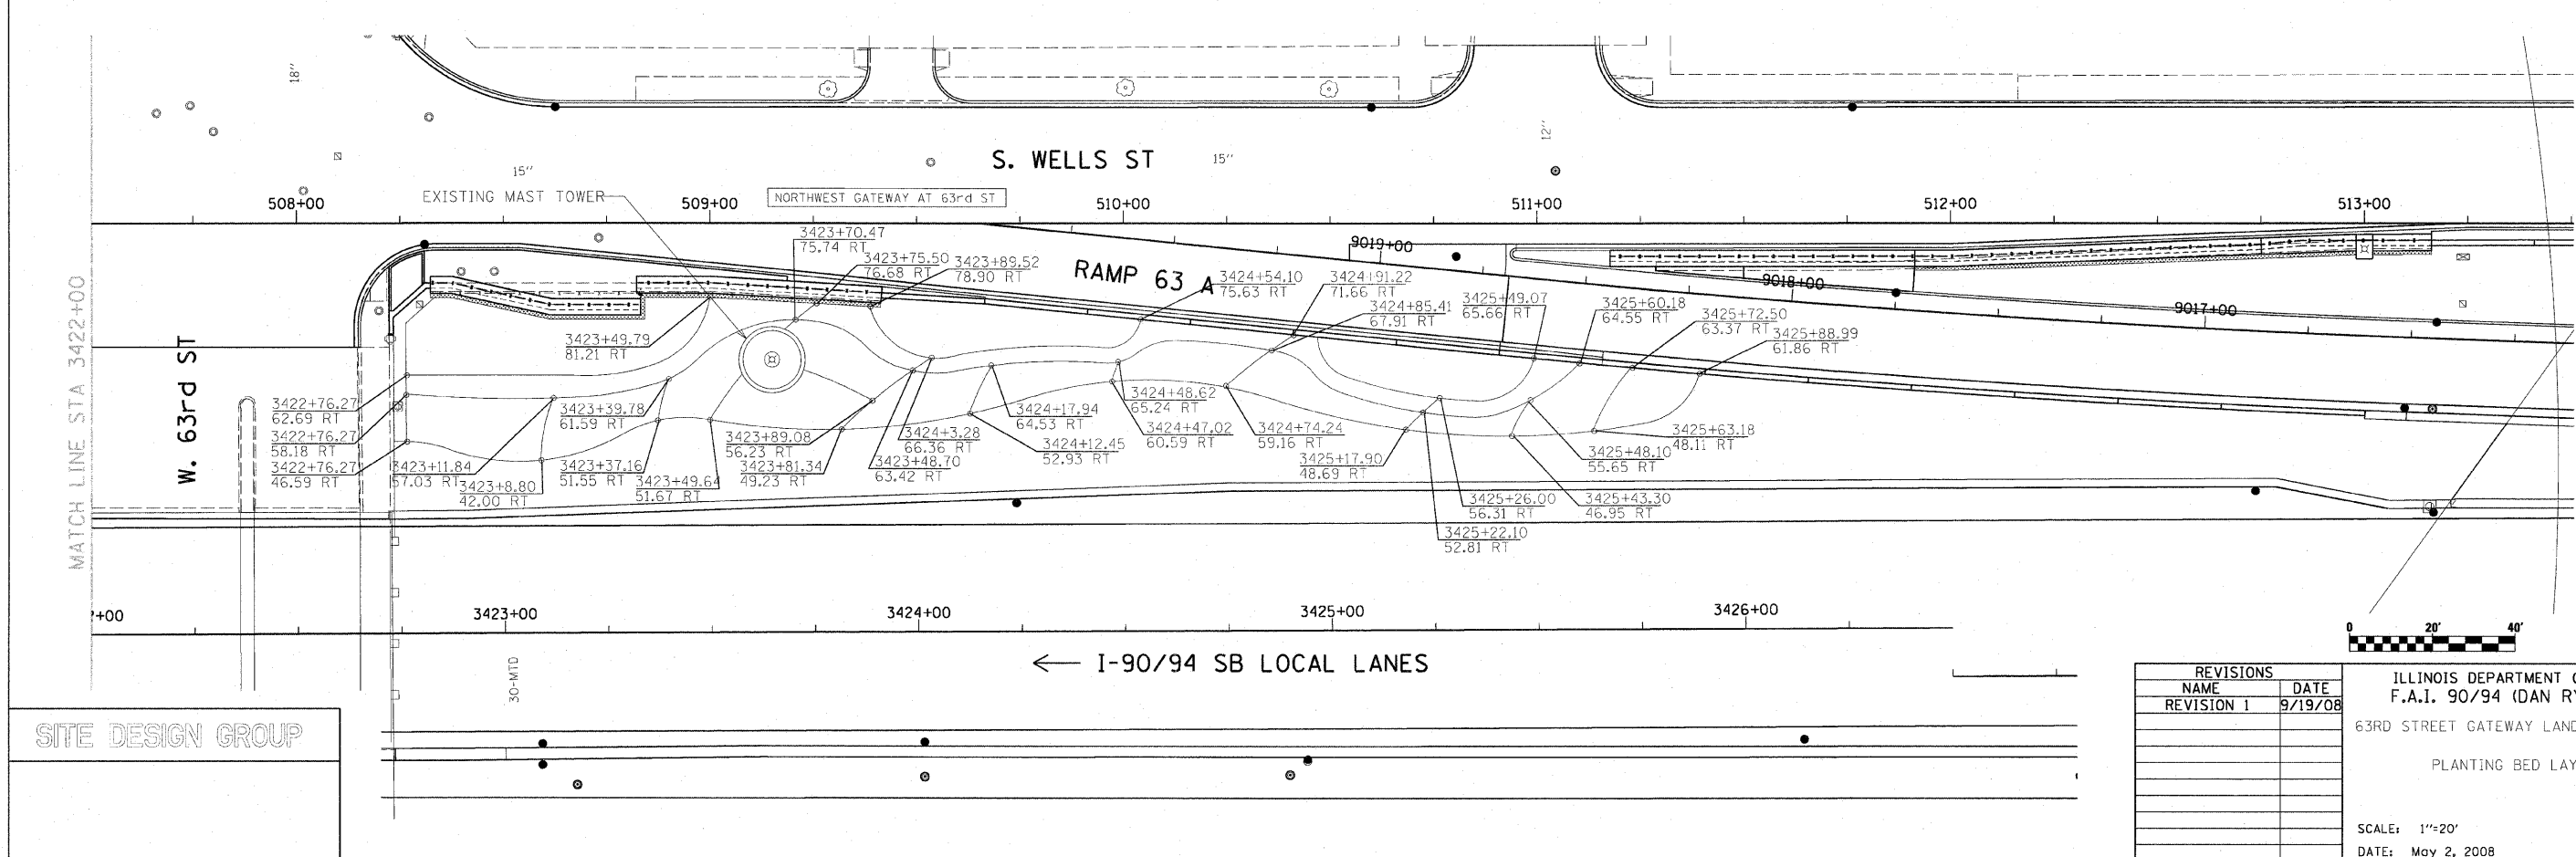 18"
12"
S. WELLS ST
15"
15"
EXISTING MAST TOWER
NORTHWEST GATEWAY AT 63rd ST
508+00
509+00
510+00
511+00
512+00
513+00
3423+70.47
75.74 RT
3423+75.50
76.68 RT
3423+89.52
78.90 RT
RAMP 63 A
9019+00
9018+00
9017+00
3424+54.10
75.63 RT
3424+91.22
71.66 RT
3424+85.41
67.91 RT
3425+49.07
65.66 RT
3425+60.18
64.55 RT
3425+72.50
63.37 RT
3425+88.99
61.86 RT
3423+49.79
81.21 RT
MATCH LINE STA 3422+00
W. 63rd ST
3422+76.27
62.69 RT
3422+76.27
58.18 RT
3422+76.27
46.59 RT
3423+11.84
57.03 RT
3423+8.80
42.00 RT
3423+39.78
61.59 RT
3423+37.16
51.55 RT
3423+49.64
51.67 RT
3423+89.08
56.23 RT
3423+81.34
49.23 RT
3424+3.28
66.36 RT
3423+48.70
63.42 RT
3424+17.94
64.53 RT
3424+12.45
52.93 RT
3424+48.62
65.24 RT
3424+47.02
60.59 RT
3424+74.24
59.16 RT
3425+17.90
48.69 RT
3425+26.00
56.31 RT
3425+22.10
52.81 RT
3425+48.10
55.65 RT
3425+43.30
46.95 RT
3425+63.18
48.11 RT
+00
3423+00
3424+00
3425+00
3426+00
30-MTD
← I-90/94 SB LOCAL LANES
0 20' 40'
SITE DESIGN GROUP
REVISIONS
NAME DATE
REVISION 1 9/19/08
ILLINOIS DEPARTMENT
F.A.I. 90/94 (DAN R
63RD STREET GATEWAY LAND
PLANTING BED LAY
SCALE: 1"=20'
DATE: May 2, 2008